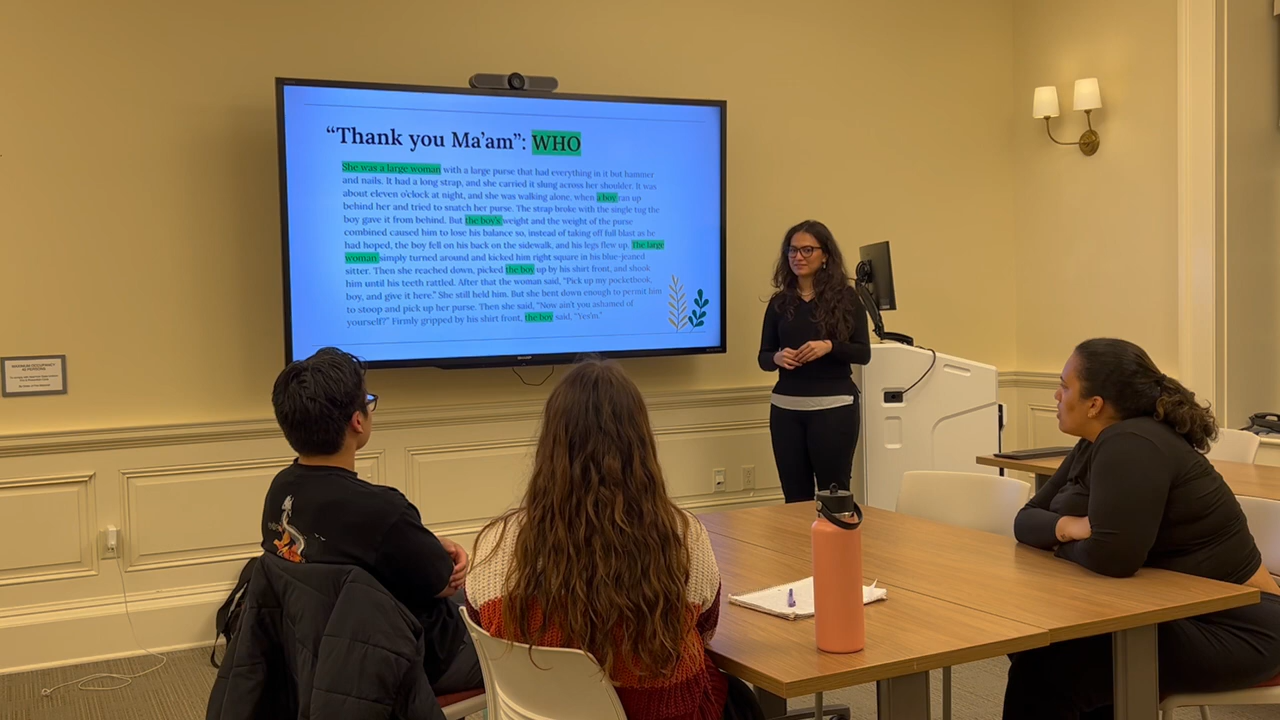 “Thank you Ma’am”: WHO
She was a large woman with a large purse that had everything in it but hammer
and nails. It had a long strap, and she carried it slung across her shoulder. It was
about eleven o’clock at night, and she was walking alone, when a boy ran up
behind her and tried to snatch her purse. The strap broke with the single tug the
boy gave it from behind. But the boy’s weight and the weight of the purse
combined caused him to lose his balance so, instead of taking off full blast as he
had hoped, the boy fell on his back on the sidewalk, and his legs flew up. The large
woman simply turned around and kicked him right square in his blue-jeaned
sitter. Then she reached down, picked the boy up by his shirt front, and shook
him until his teeth rattled. After that the woman said, “Pick up my pocketbook,
boy, and give it here.” She still held him. But she bent down enough to permit him
to stoop and pick up her purse. Then she said, “Now ain’t you ashamed of
yourself?” Firmly gripped by his shirt front, the boy said, “Yes’m.”
SHARP
MAXIMUM OCCUPANCY